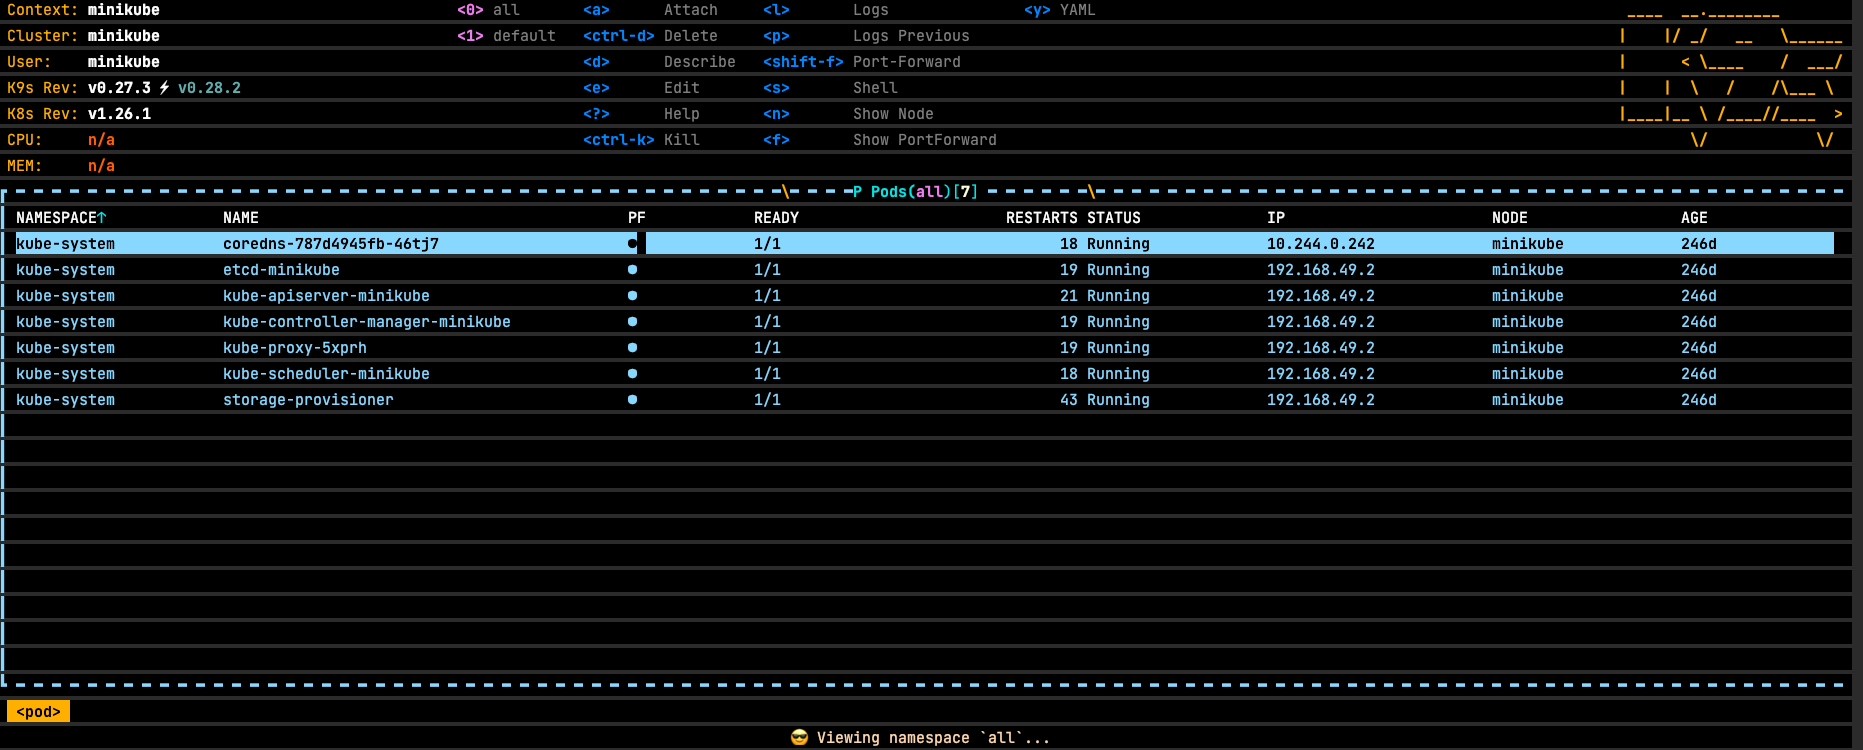 Context: minikube <0> all <a> Attach <l> Logs <y> YAML
Cluster: minikube <1> default <ctrl-d> Delete <p> Logs Previous
User: minikube <d> Describe <shift-f> Port-Forward
K9s Rev: v0.27.3 ⚡ v0.28.2 <e> Edit <s> Shell
K8s Rev: v1.26.1 <?> Help <n> Show Node
CPU: n/a <ctrl-k> Kill <f> Show PortForward
MEM: n/a
P Pods(all)[7]
NAMESPACE↑ NAME PF READY RESTARTS STATUS IP NODE AGE
kube-system coredns-787d4945fb-46tj7 ● 1/1 18 Running 10.244.0.242 minikube 246d
kube-system etcd-minikube ● 1/1 19 Running 192.168.49.2 minikube 246d
kube-system kube-apiserver-minikube ● 1/1 21 Running 192.168.49.2 minikube 246d
kube-system kube-controller-manager-minikube ● 1/1 19 Running 192.168.49.2 minikube 246d
kube-system kube-proxy-5xprh ● 1/1 19 Running 192.168.49.2 minikube 246d
kube-system kube-scheduler-minikube ● 1/1 18 Running 192.168.49.2 minikube 246d
kube-system storage-provisioner ● 1/1 43 Running 192.168.49.2 minikube 246d
<pod>
😎 Viewing namespace `all`...